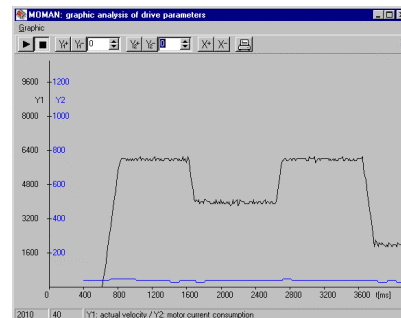 MOMAN: graphic analysis of drive parameters
Graphic
Y+ Y- 0 Y+ Y- 0 X+ X-
9600 1200
Y1 Y2
8000 1000
6400 800
4800 600
3200 400
1600 200
0 400 800 1200 1600 2000 2400 2800 3200 3600 t[ms]
2010 40 Y1: actual velocity / Y2: motor current consumption